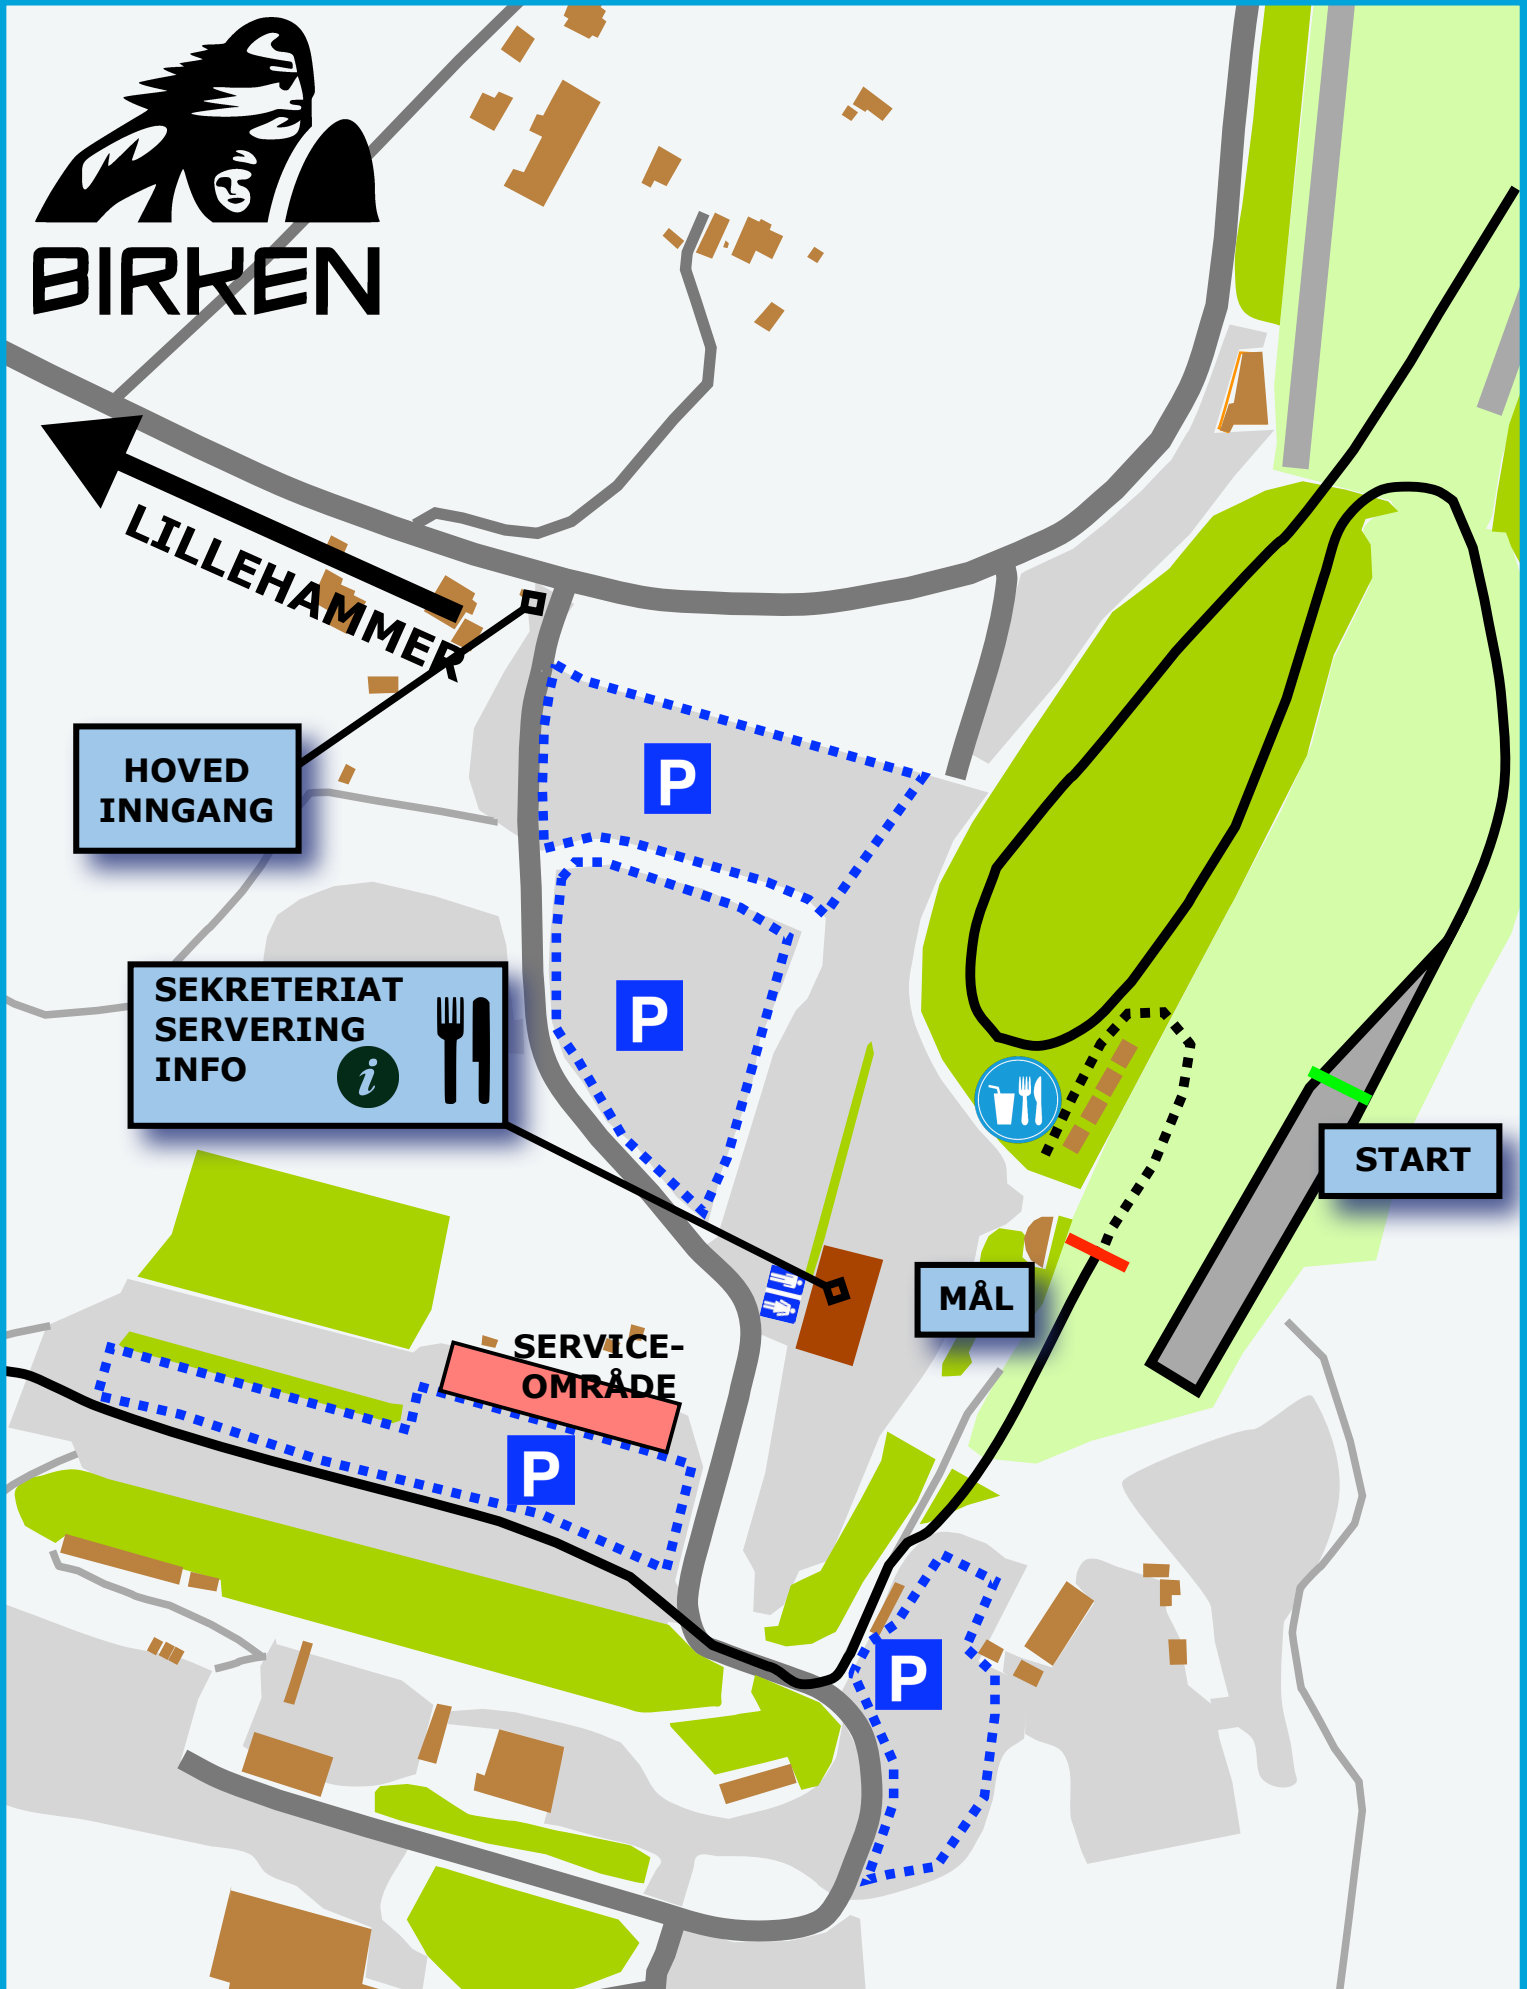 BIRKEN
LILLEHAMMER
HOVED
INNGANG
P
SEKRETERIAT
SERVERING
INFO
i
P
START
MÅL
SERVICE-
OMRÅDE
P
P